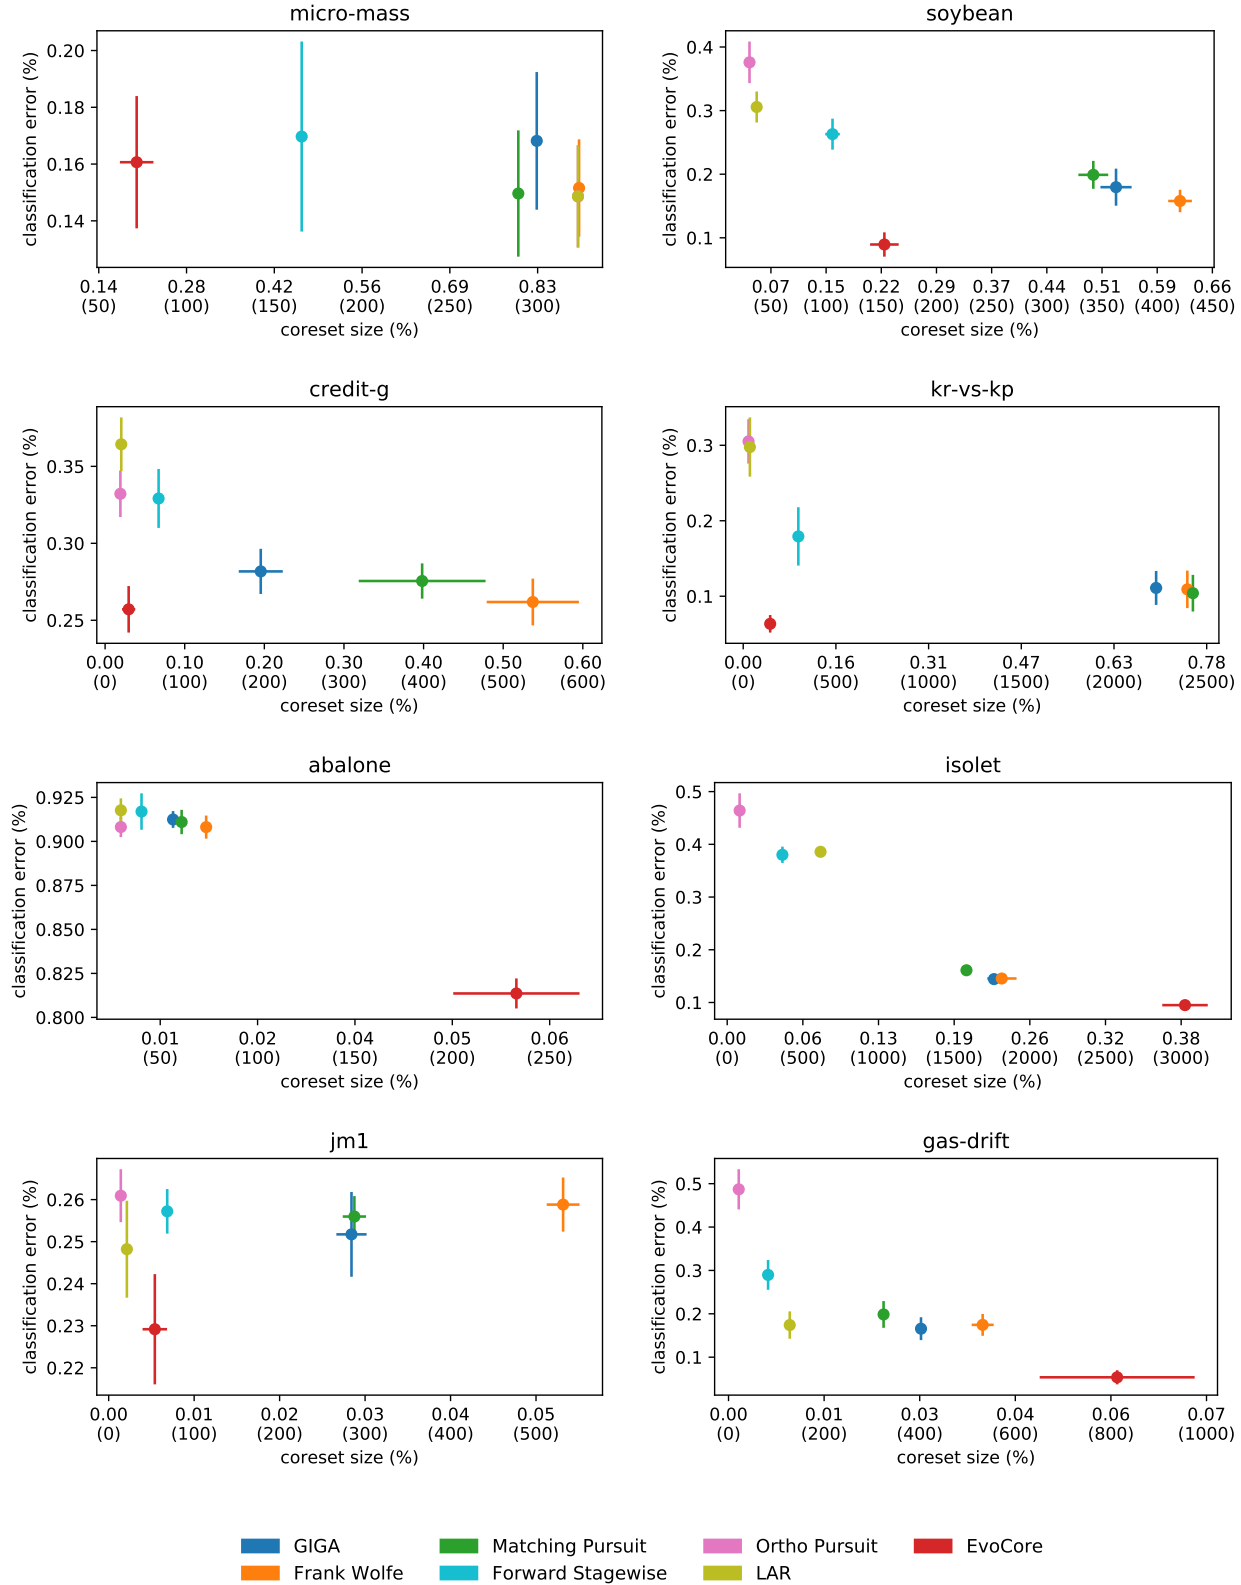 micro-mass
classification error (%)
0.20
0.18
0.16
0.14
0.14 0.28 0.42 0.56 0.69 0.83
(50) (100) (150) (200) (250) (300)
coreset size (%)
soybean
classification error (%)
0.4
0.3
0.2
0.1
0.07 0.15 0.22 0.29 0.37 0.44 0.51 0.59 0.66
(50) (100) (150) (200) (250) (300) (350) (400) (450)
coreset size (%)
credit-g
classification error (%)
0.35
0.30
0.25
0.00 0.10 0.20 0.30 0.40 0.50 0.60
(0) (100) (200) (300) (400) (500) (600)
coreset size (%)
kr-vs-kp
classification error (%)
0.3
0.2
0.1
0.00 0.16 0.31 0.47 0.63 0.78
(0) (500) (1000) (1500) (2000) (2500)
coreset size (%)
abalone
classification error (%)
0.925
0.900
0.875
0.850
0.825
0.800
0.01 0.02 0.04 0.05 0.06
(50) (100) (150) (200) (250)
coreset size (%)
isolet
classification error (%)
0.5
0.4
0.3
0.2
0.1
0.00 0.06 0.13 0.19 0.26 0.32 0.38
(0) (500) (1000) (1500) (2000) (2500) (3000)
coreset size (%)
jm1
classification error (%)
0.26
0.25
0.24
0.23
0.22
0.00 0.01 0.02 0.03 0.04 0.05
(0) (100) (200) (300) (400) (500)
coreset size (%)
gas-drift
classification error (%)
0.5
0.4
0.3
0.2
0.1
0.00 0.01 0.03 0.04 0.06 0.07
(0) (200) (400) (600) (800) (1000)
coreset size (%)
GIGA Matching Pursuit Ortho Pursuit EvoCore
Frank Wolfe Forward Stagewise LAR